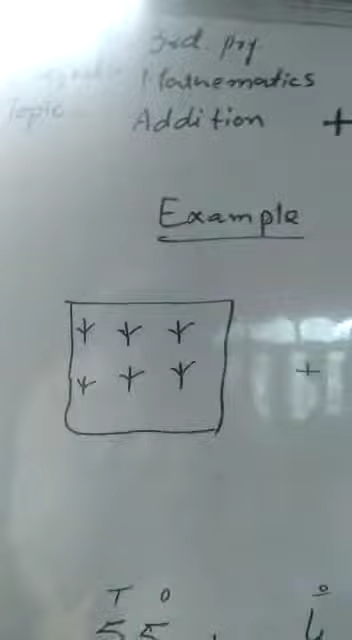 3rd. pry
Mathematics
Topic Addition +
Example
+
T O O
55